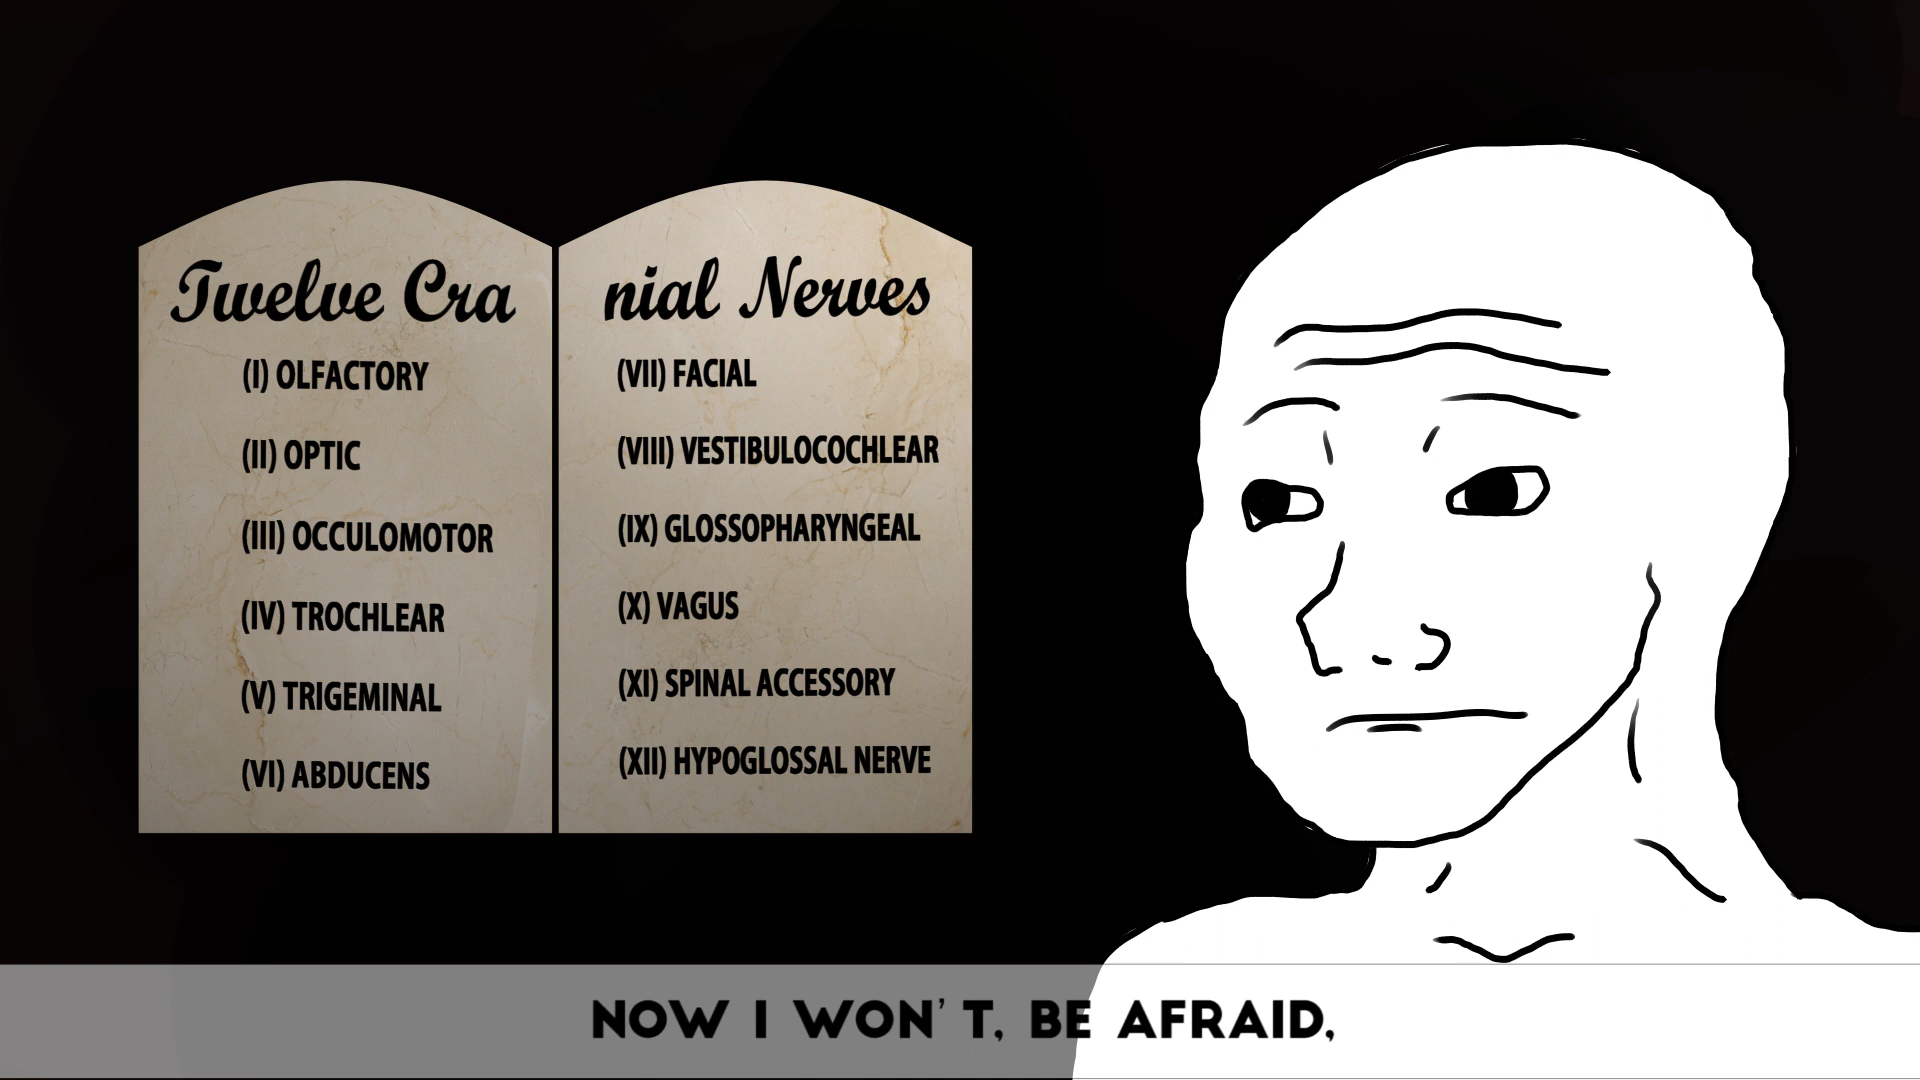 Twelve Cra
(I) OLFACTORY
(II) OPTIC
(III) OCCULOMOTOR
(IV) TROCHLEAR
(V) TRIGEMINAL
(VI) ABDUCENS
nial Nerves
(VII) FACIAL
(VIII) VESTIBULOCOCHLEAR
(IX) GLOSSOPHARYNGEAL
(X) VAGUS
(XI) SPINAL ACCESSORY
(XII) HYPOGLOSSAL NERVE
NOW I WON' T, BE AFRAID,